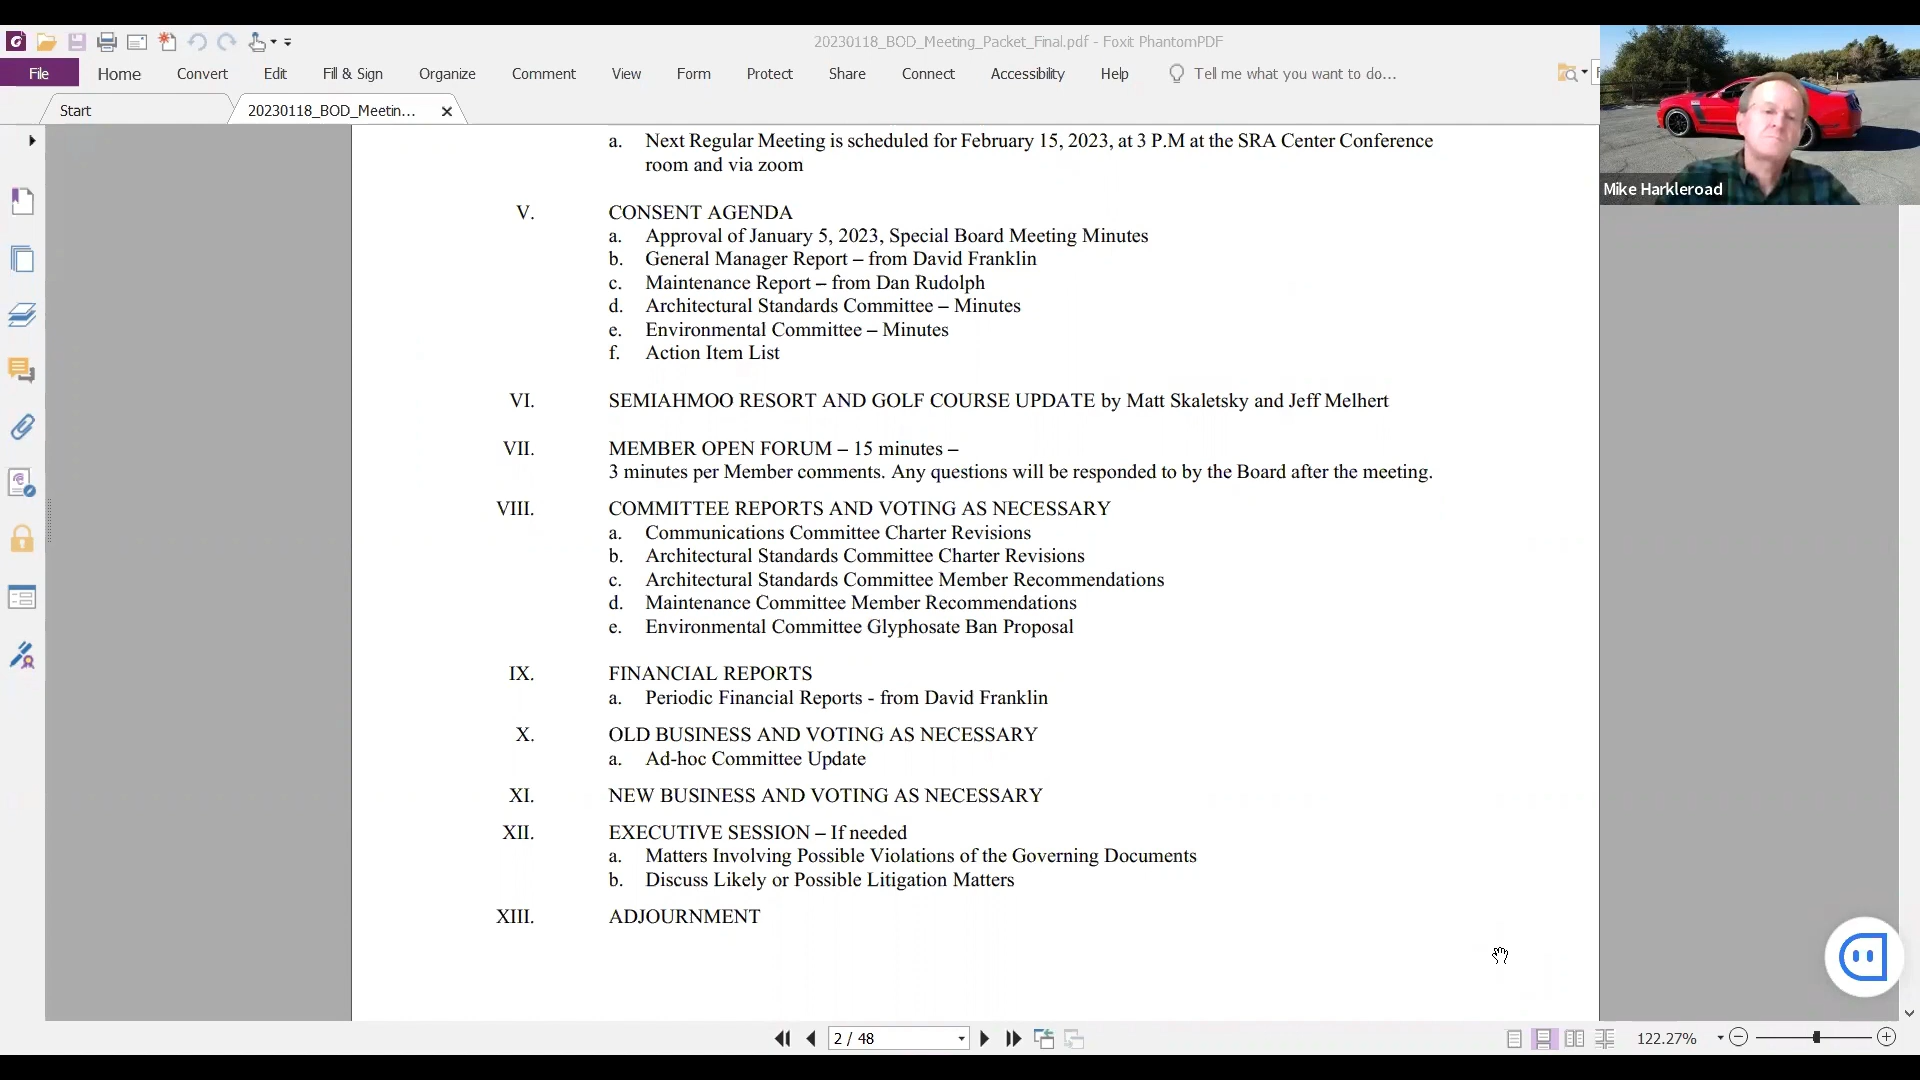 20230118_BOD_Meeting_Packet_Final.pdf - Foxit PhantomPDF
File Home Convert Edit Fill & Sign Organize Comment View Form Protect Share Connect Accessibility Help Tell me what you want to do...
Start 20230118_BOD_Meetin...
Mike Harkleroad
a. Next Regular Meeting is scheduled for February 15, 2023, at 3 P.M at the SRA Center Conference
room and via zoom
V. CONSENT AGENDA
a. Approval of January 5, 2023, Special Board Meeting Minutes
b. General Manager Report – from David Franklin
c. Maintenance Report – from Dan Rudolph
d. Architectural Standards Committee – Minutes
e. Environmental Committee – Minutes
f. Action Item List
VI. SEMIAHMOO RESORT AND GOLF COURSE UPDATE by Matt Skaletsky and Jeff Melhert
VII. MEMBER OPEN FORUM – 15 minutes –
3 minutes per Member comments. Any questions will be responded to by the Board after the meeting.
VIII. COMMITTEE REPORTS AND VOTING AS NECESSARY
a. Communications Committee Charter Revisions
b. Architectural Standards Committee Charter Revisions
c. Architectural Standards Committee Member Recommendations
d. Maintenance Committee Member Recommendations
e. Environmental Committee Glyphosate Ban Proposal
IX. FINANCIAL REPORTS
a. Periodic Financial Reports - from David Franklin
X. OLD BUSINESS AND VOTING AS NECESSARY
a. Ad-hoc Committee Update
XI. NEW BUSINESS AND VOTING AS NECESSARY
XII. EXECUTIVE SESSION – If needed
a. Matters Involving Possible Violations of the Governing Documents
b. Discuss Likely or Possible Litigation Matters
XIII. ADJOURNMENT
2 / 48
122.27%